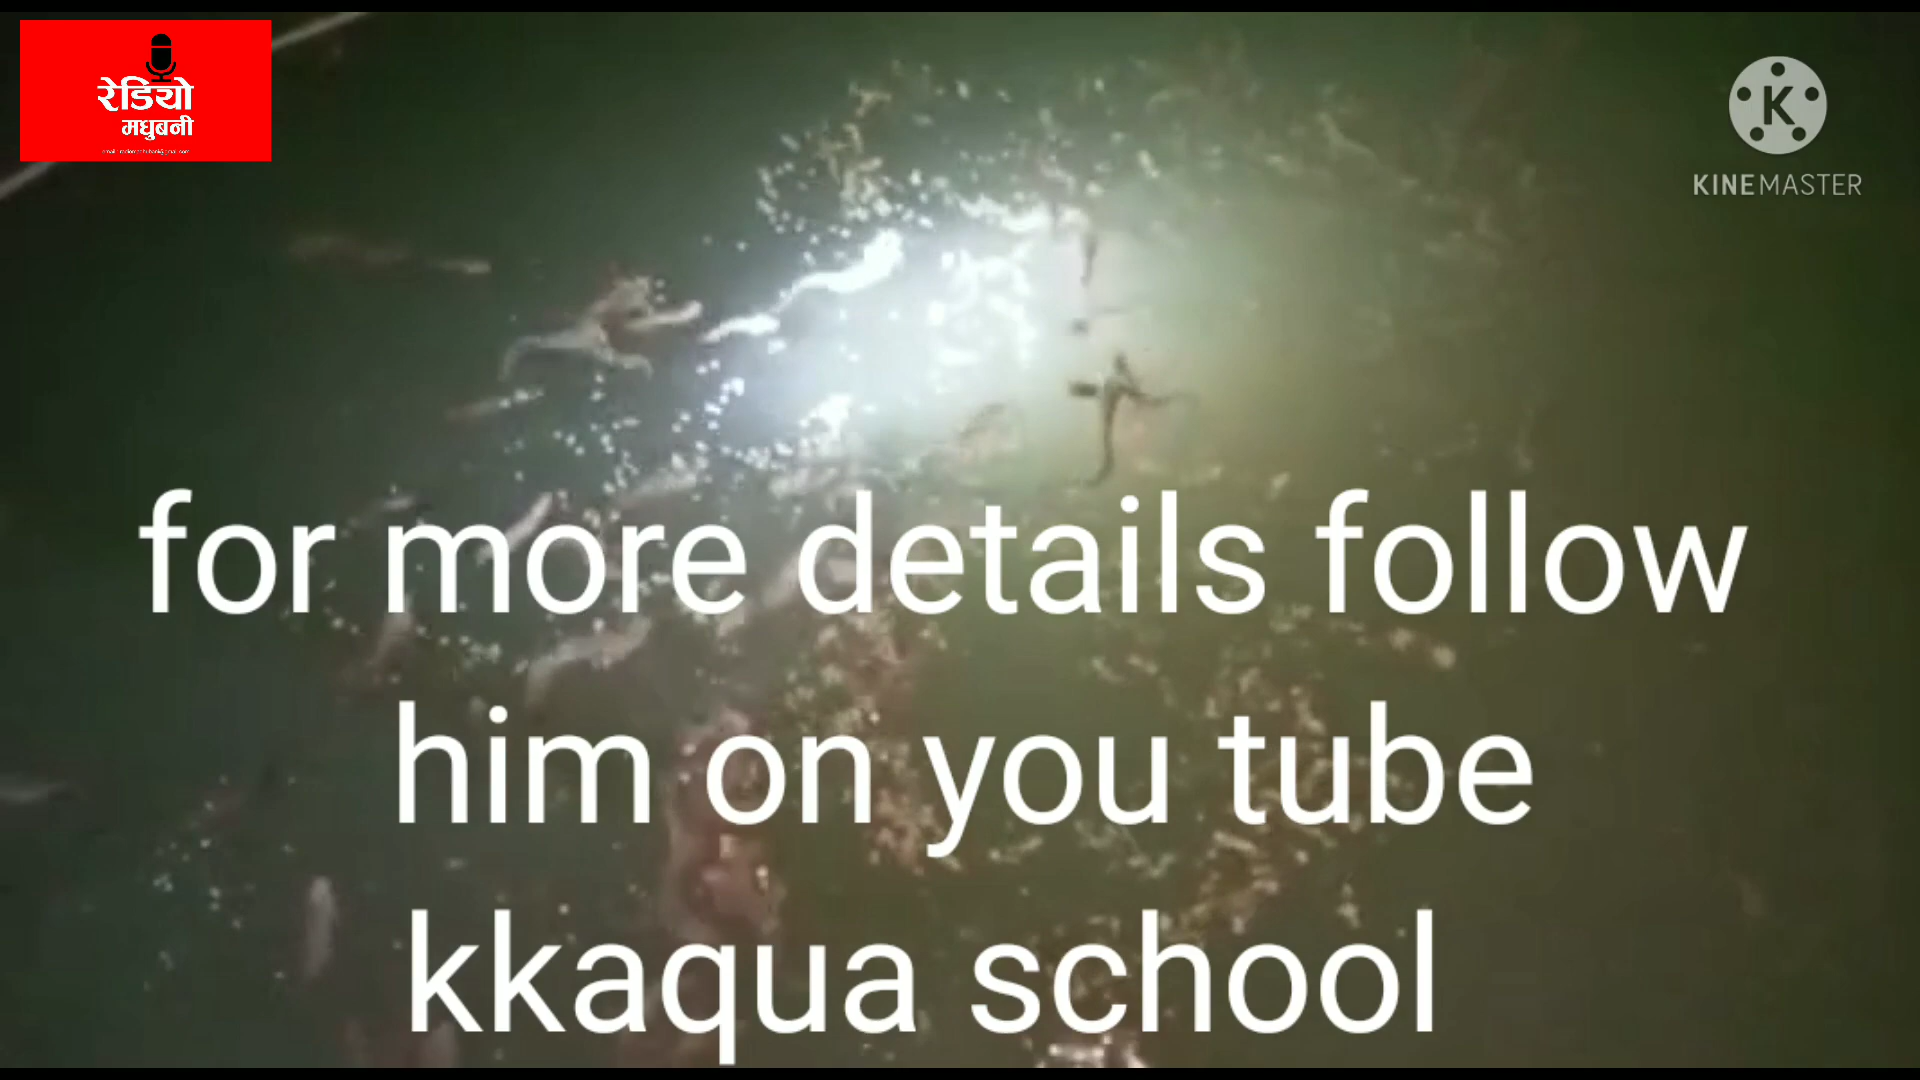 रेडियो
मधुबनी
K
KINEMASTER
for more details follow
him on you tube
kkaqua school